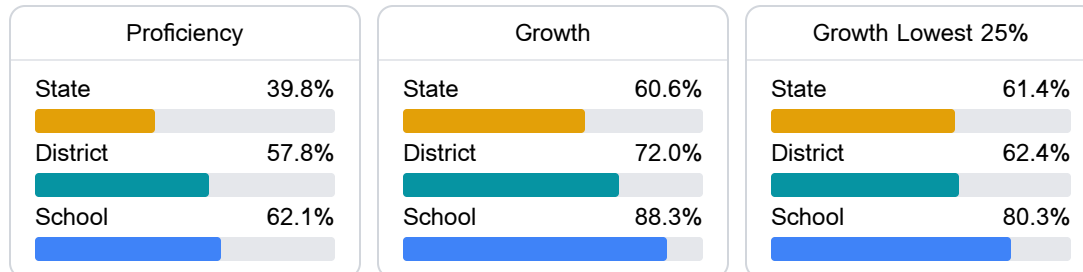 Proficiency
State 39.8%
District 57.8%
School 62.1%
Growth
State 60.6%
District 72.0%
School 88.3%
Growth Lowest 25%
State 61.4%
District 62.4%
School 80.3%